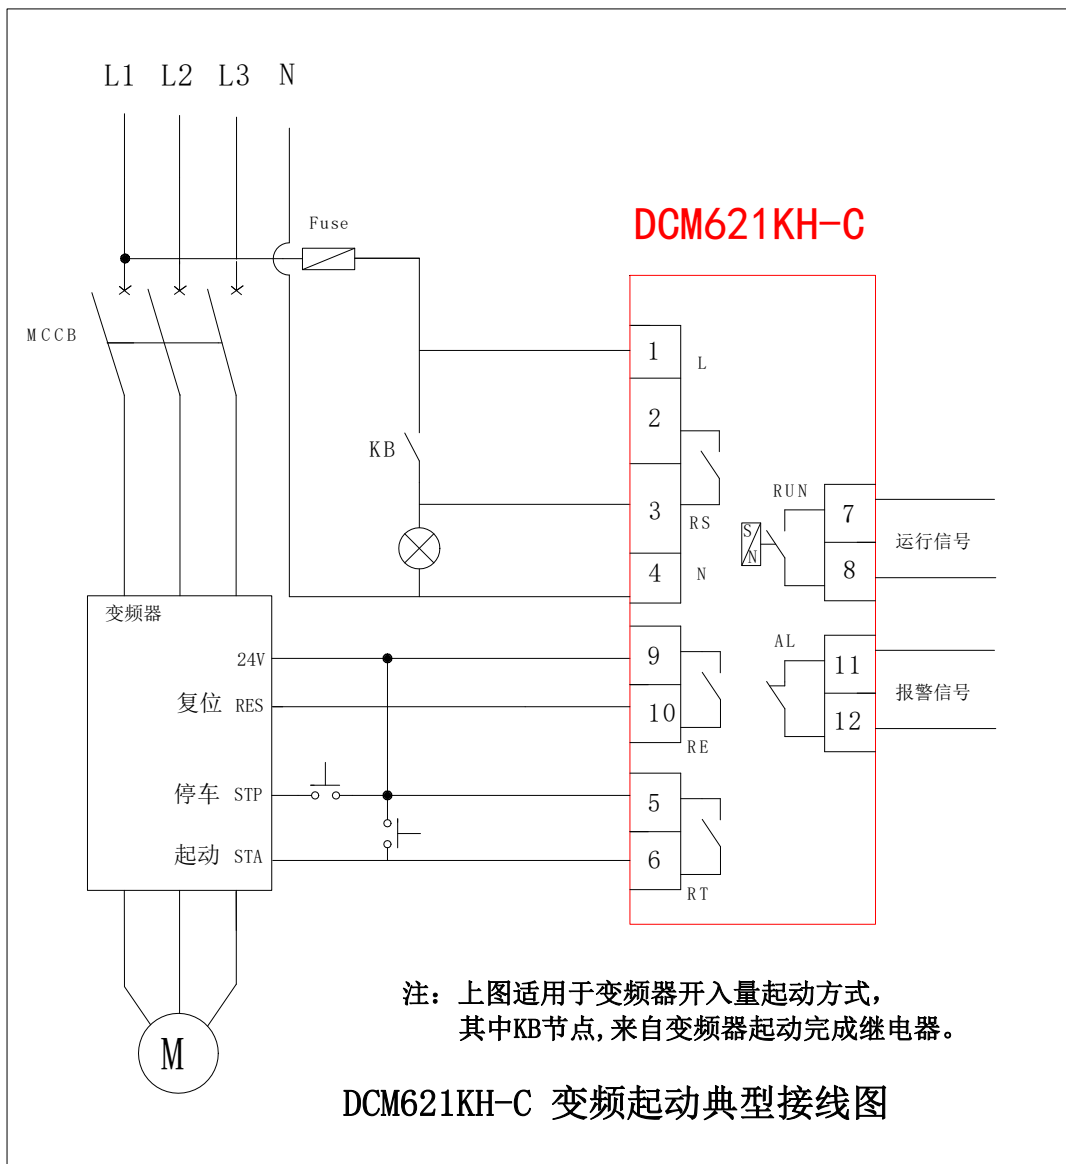 L1 L2 L3 N
Fuse
DCM621KH-C
MCCB
1 L
2
KB
3 RS
4 N
RUN 7
S
N
8
运行信号
变频器
24V
复位 RES
停车 STP
起动 STA
9
10
RE
5
6
RT
AL 11
12
报警信号
M
注：上图适用于变频器开入量起动方式，
其中KB节点,来自变频器起动完成继电器。
DCM621KH-C 变频起动典型接线图